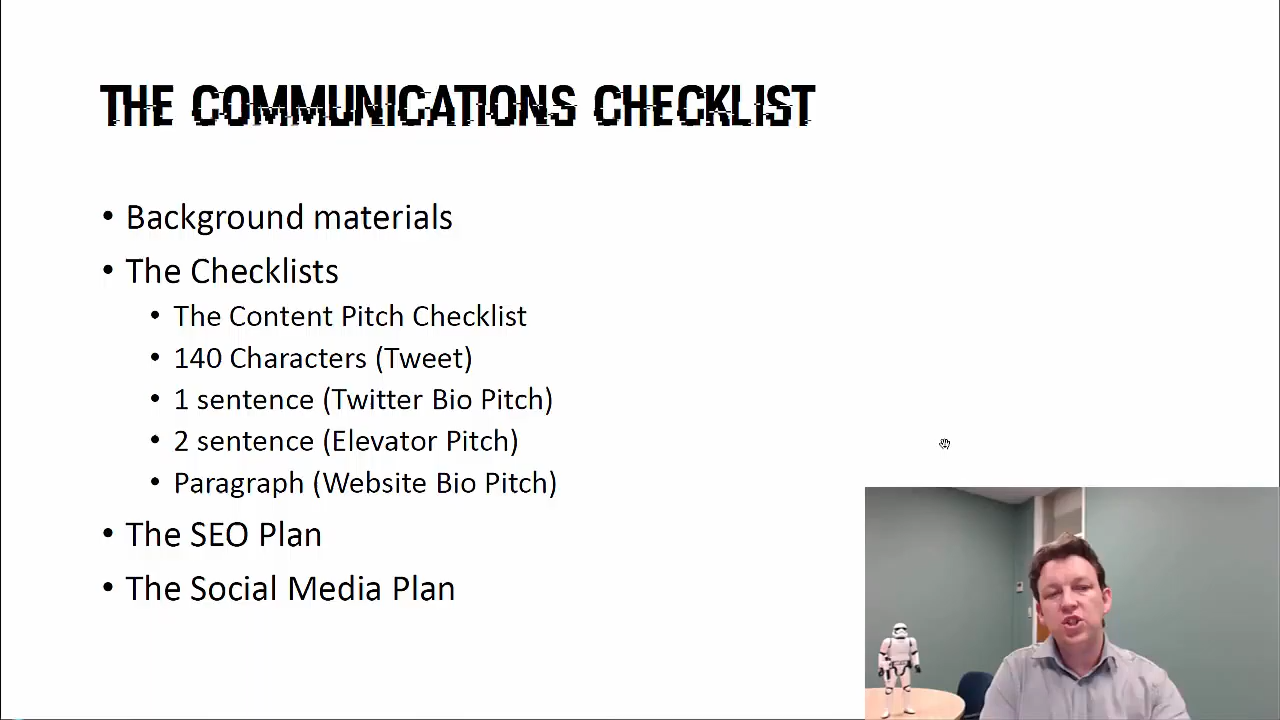 THE COMMUNICATIONS CHECKLIST
• Background materials
• The Checklists
• The Content Pitch Checklist
• 140 Characters (Tweet)
• 1 sentence (Twitter Bio Pitch)
• 2 sentence (Elevator Pitch)
• Paragraph (Website Bio Pitch)
• The SEO Plan
• The Social Media Plan